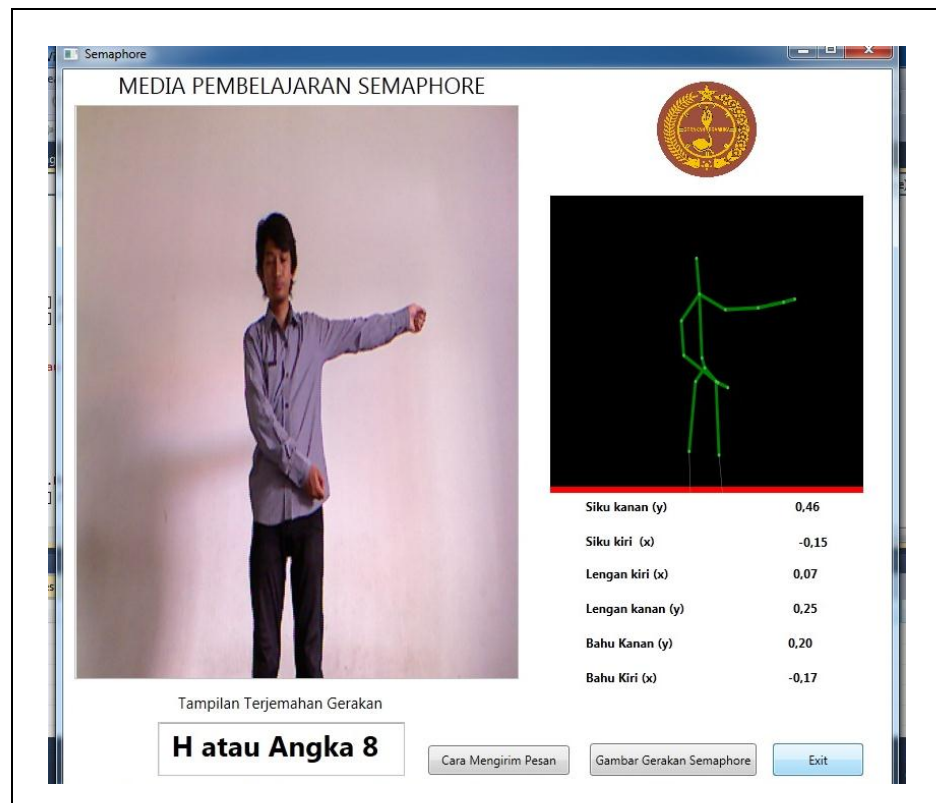 Semaphore
MEDIA PEMBELAJARAN SEMAPHORE
Siku kanan (y) 0,46
Siku kiri (x) -0,15
Lengan kiri (x) 0,07
Lengan kanan (y) 0,25
Bahu Kanan (y) 0,20
Bahu Kiri (x) -0,17
Tampilan Terjemahan Gerakan
H atau Angka 8
Cara Mengirim Pesan
Gambar Gerakan Semaphore
Exit